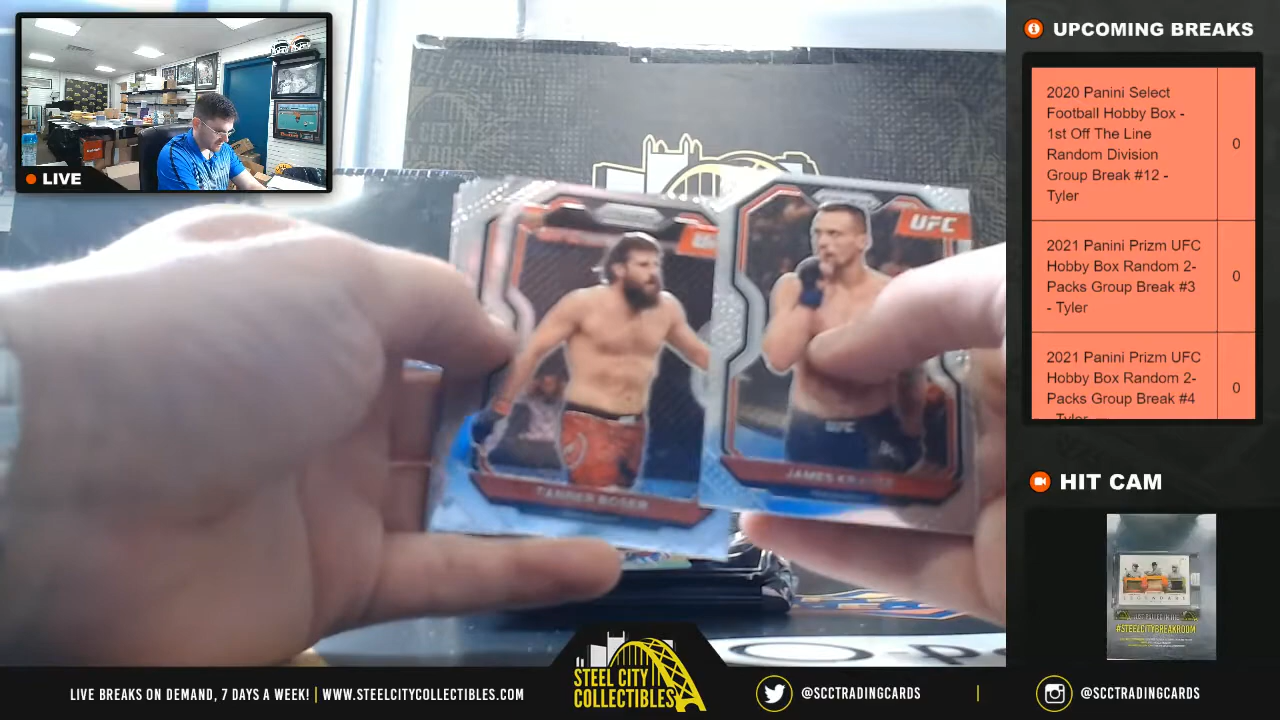 LIVE
UFC
TANNER BOSER
JAMES KRAUSE
UPCOMING BREAKS
2020 Panini Select
Football Hobby Box -
1st Off The Line
Random Division
Group Break #12 -
Tyler
0
2021 Panini Prizm UFC
Hobby Box Random 2-
Packs Group Break #3
- Tyler
0
2021 Panini Prizm UFC
Hobby Box Random 2-
Packs Group Break #4
- Tyler
0
HIT CAM
#STEELCITYBREAKROOM
LIVE BREAKS ON DEMAND, 7 DAYS A WEEK! | WWW.STEELCITYCOLLECTIBLES.COM
STEEL CITY
COLLECTIBLES
@SCCTRADINGCARDS
@SCCTRADINGCARDS